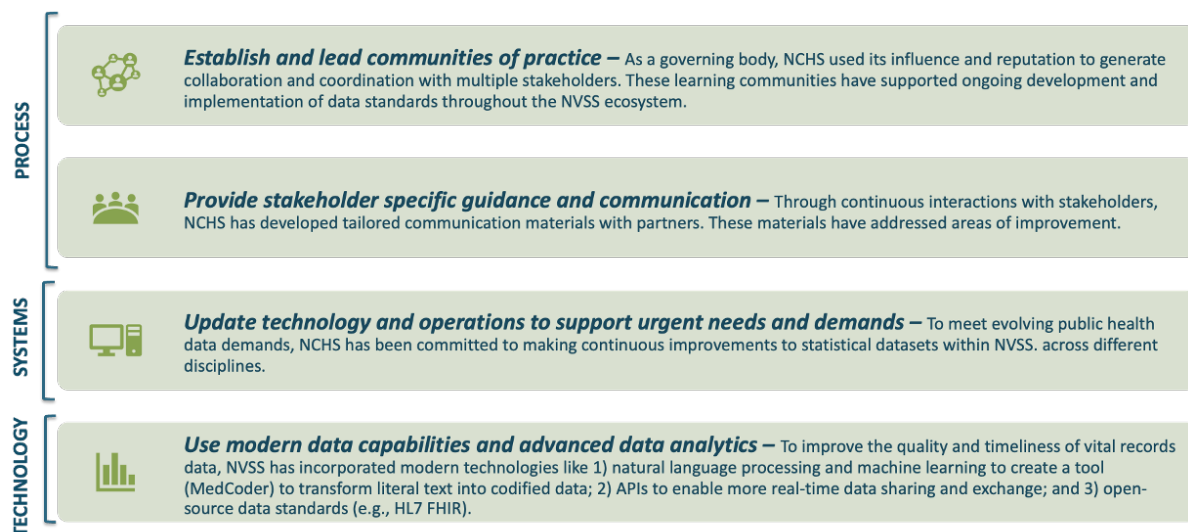 PROCESS
Establish and lead communities of practice – As a governing body, NCHS used its influence and reputation to generate
collaboration and coordination with multiple stakeholders. These learning communities have supported ongoing development and
implementation of data standards throughout the NVSS ecosystem.
Provide stakeholder specific guidance and communication – Through continuous interactions with stakeholders,
NCHS has developed tailored communication materials with partners. These materials have addressed areas of improvement.
SYSTEMS
Update technology and operations to support urgent needs and demands – To meet evolving public health
data demands, NCHS has been committed to making continuous improvements to statistical datasets within NVSS. across different
disciplines.
TECHNOLOGY
Use modern data capabilities and advanced data analytics – To improve the quality and timeliness of vital records
data, NVSS has incorporated modern technologies like 1) natural language processing and machine learning to create a tool
(MedCoder) to transform literal text into codified data; 2) APIs to enable more real-time data sharing and exchange; and 3) open-
source data standards (e.g., HL7 FHIR).